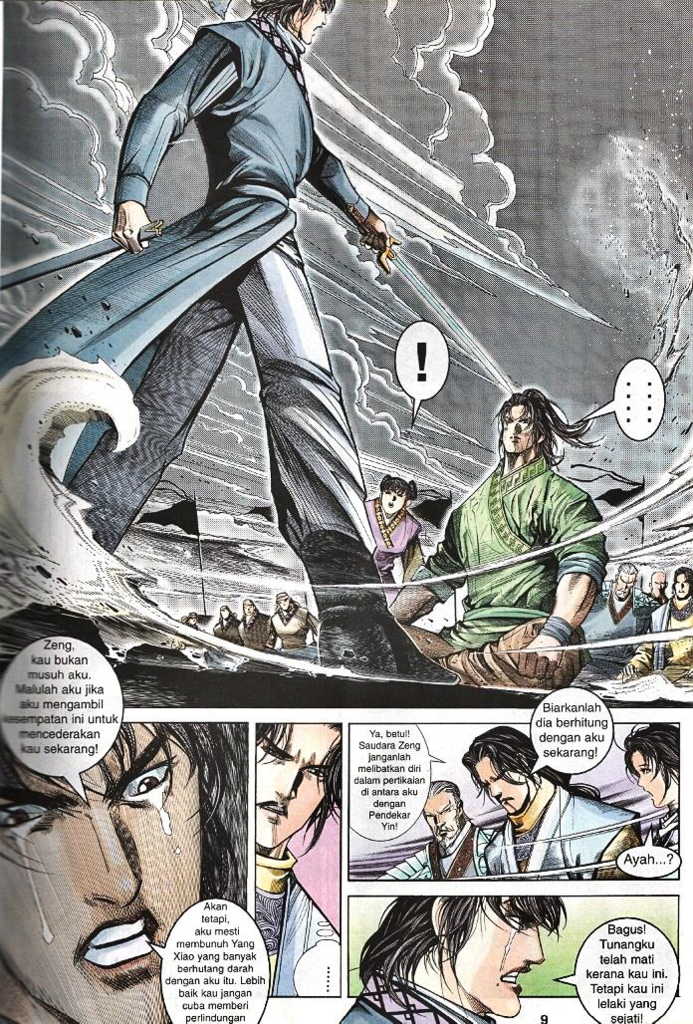 !
......
Zeng,
kau bukan
musuh aku.
Malulah aku jika
aku mengambil
kesempatan ini untuk
mencederakan
kau sekarang!
Akan
tetapi,
aku mesti
membunuh Yang
Xiao yang banyak
berhutang darah
dengan aku itu. Lebih
baik kau jangan
cuba memberi
perlindungan
......
Ya, betul!
Saudara Zeng
janganlah
melibatkan diri
dalam pertikaian
di antara aku
dengan
Pendekar
Yin!
Biarkanlah
dia berhitung
dengan aku
sekarang!
Ayah...?
Bagus!
Tunangku
telah mati
kerana kau ini.
Tetapi kau ini
lelaki yang
sejati!
9